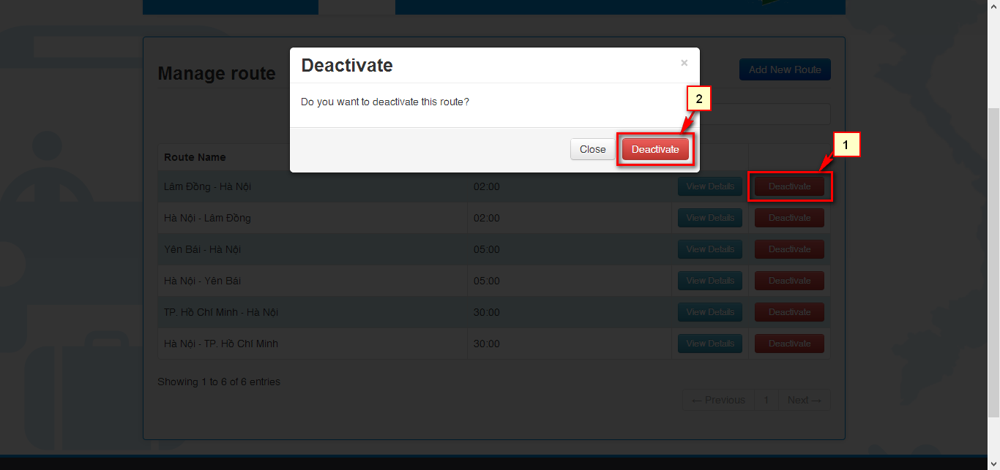 Deactivate ×
Manage route
Add New Route
Do you want to deactivate this route?
2
Close Deactivate
1
Route Name
Lâm Đồng - Hà Nội 02:00 View Details Deactivate
Hà Nội - Lâm Đồng 02:00 View Details Deactivate
Yên Bái - Hà Nội 05:00 View Details Deactivate
Hà Nội - Yên Bái 05:00 View Details Deactivate
TP. Hồ Chí Minh - Hà Nội 30:00 View Details Deactivate
Hà Nội - TP. Hồ Chí Minh 30:00 View Details Deactivate
Showing 1 to 6 of 6 entries
← Previous 1 Next →